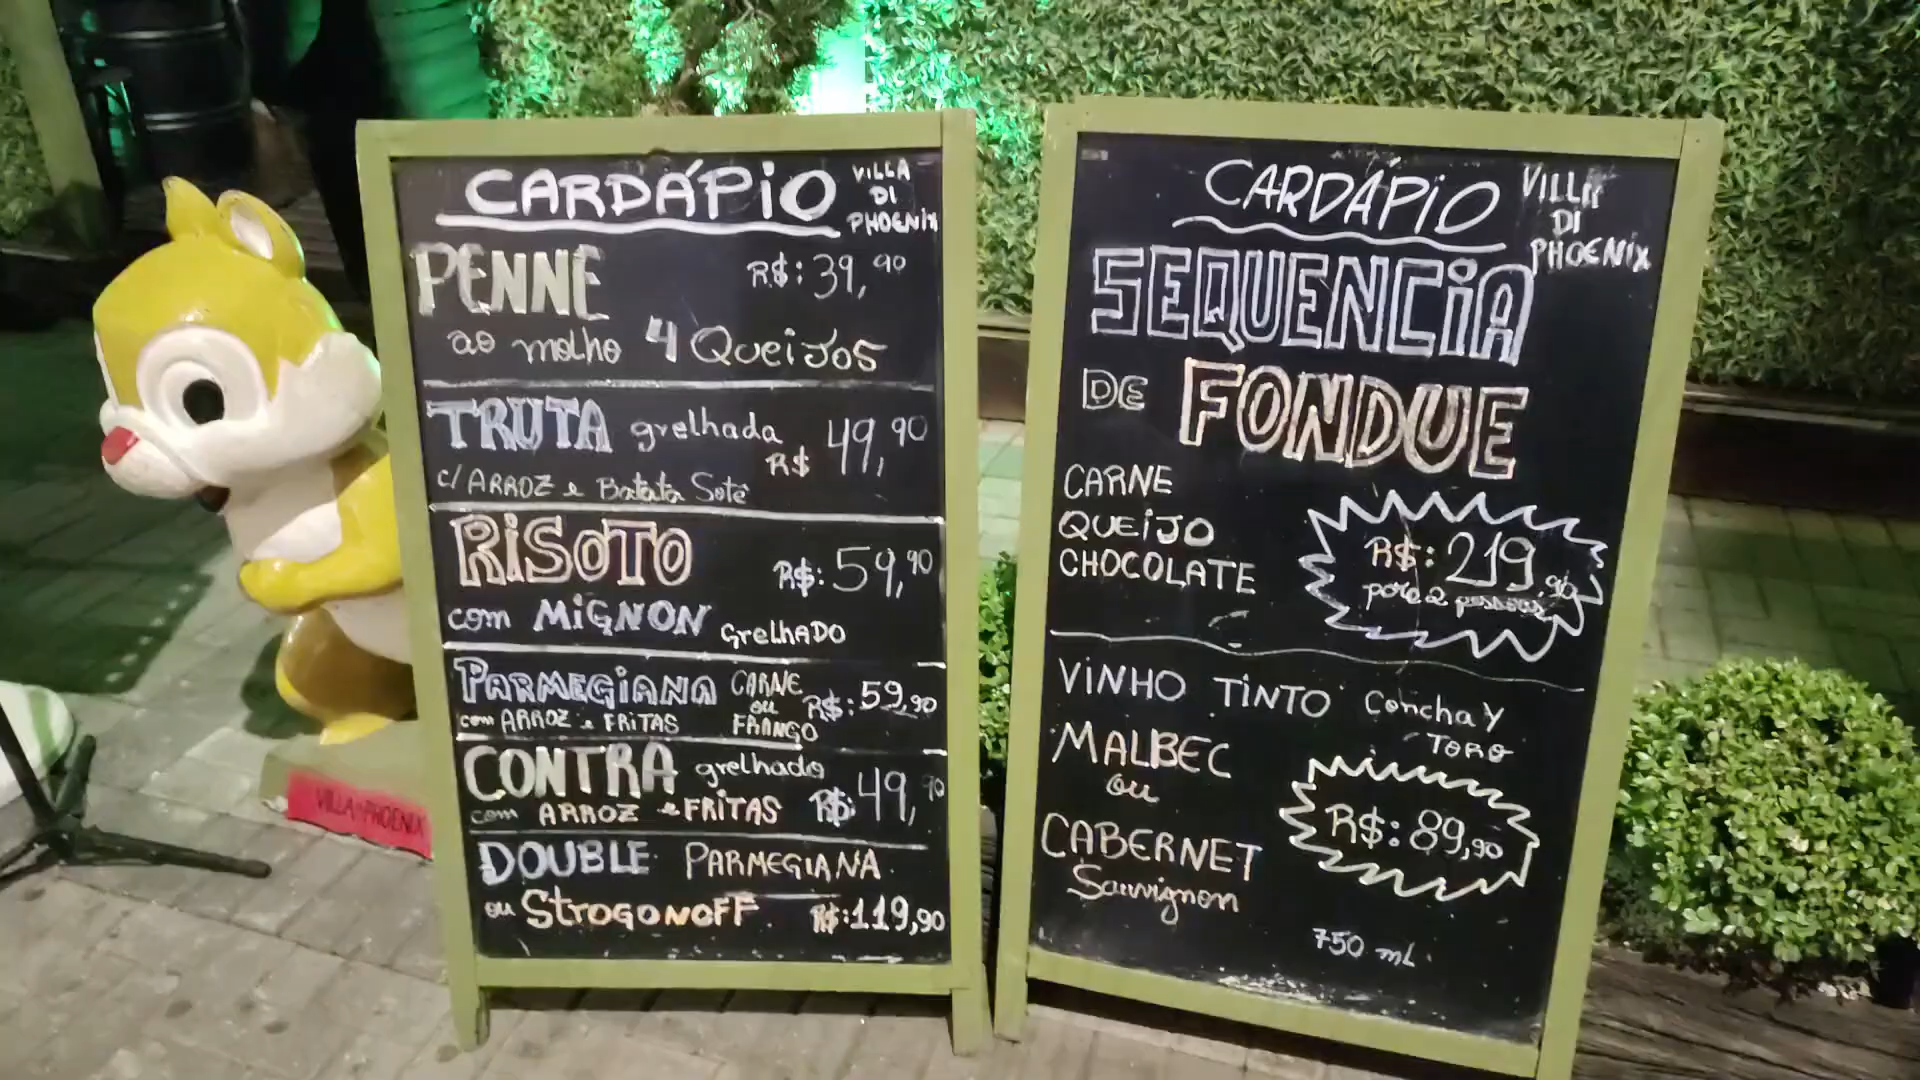 CARDÁPIO
VILLA
DI
PHOENIX
PENNE R$:39,90
ao molho 4 QUEIJOS
TRUTA grelhada R$ 49,90
c/ ARROZ e Batata Sotê
RISOTO R$:59,90
com MIGNON GRELHADO
PARMEGIANA CARNE ou FRANGO R$:59,90
com ARROZ e FRITAS
CONTRA grelhado R$:49,90
com ARROZ e FRITAS
DOUBLE PARMEGIANA
ou STROGONOFF R$:119,90
VILLA PHOENIX
CARDÁPIO
VILLA
DI
PHOENIX
SEQUENCIA
DE FONDUE
CARNE
QUEIJO
CHOCOLATE
R$:219,90
para 2 pessoas
VINHO TINTO Concha Y
TORO
MALBEC
ou
CABERNET
Sauvignon
R$:89,90
750 mL